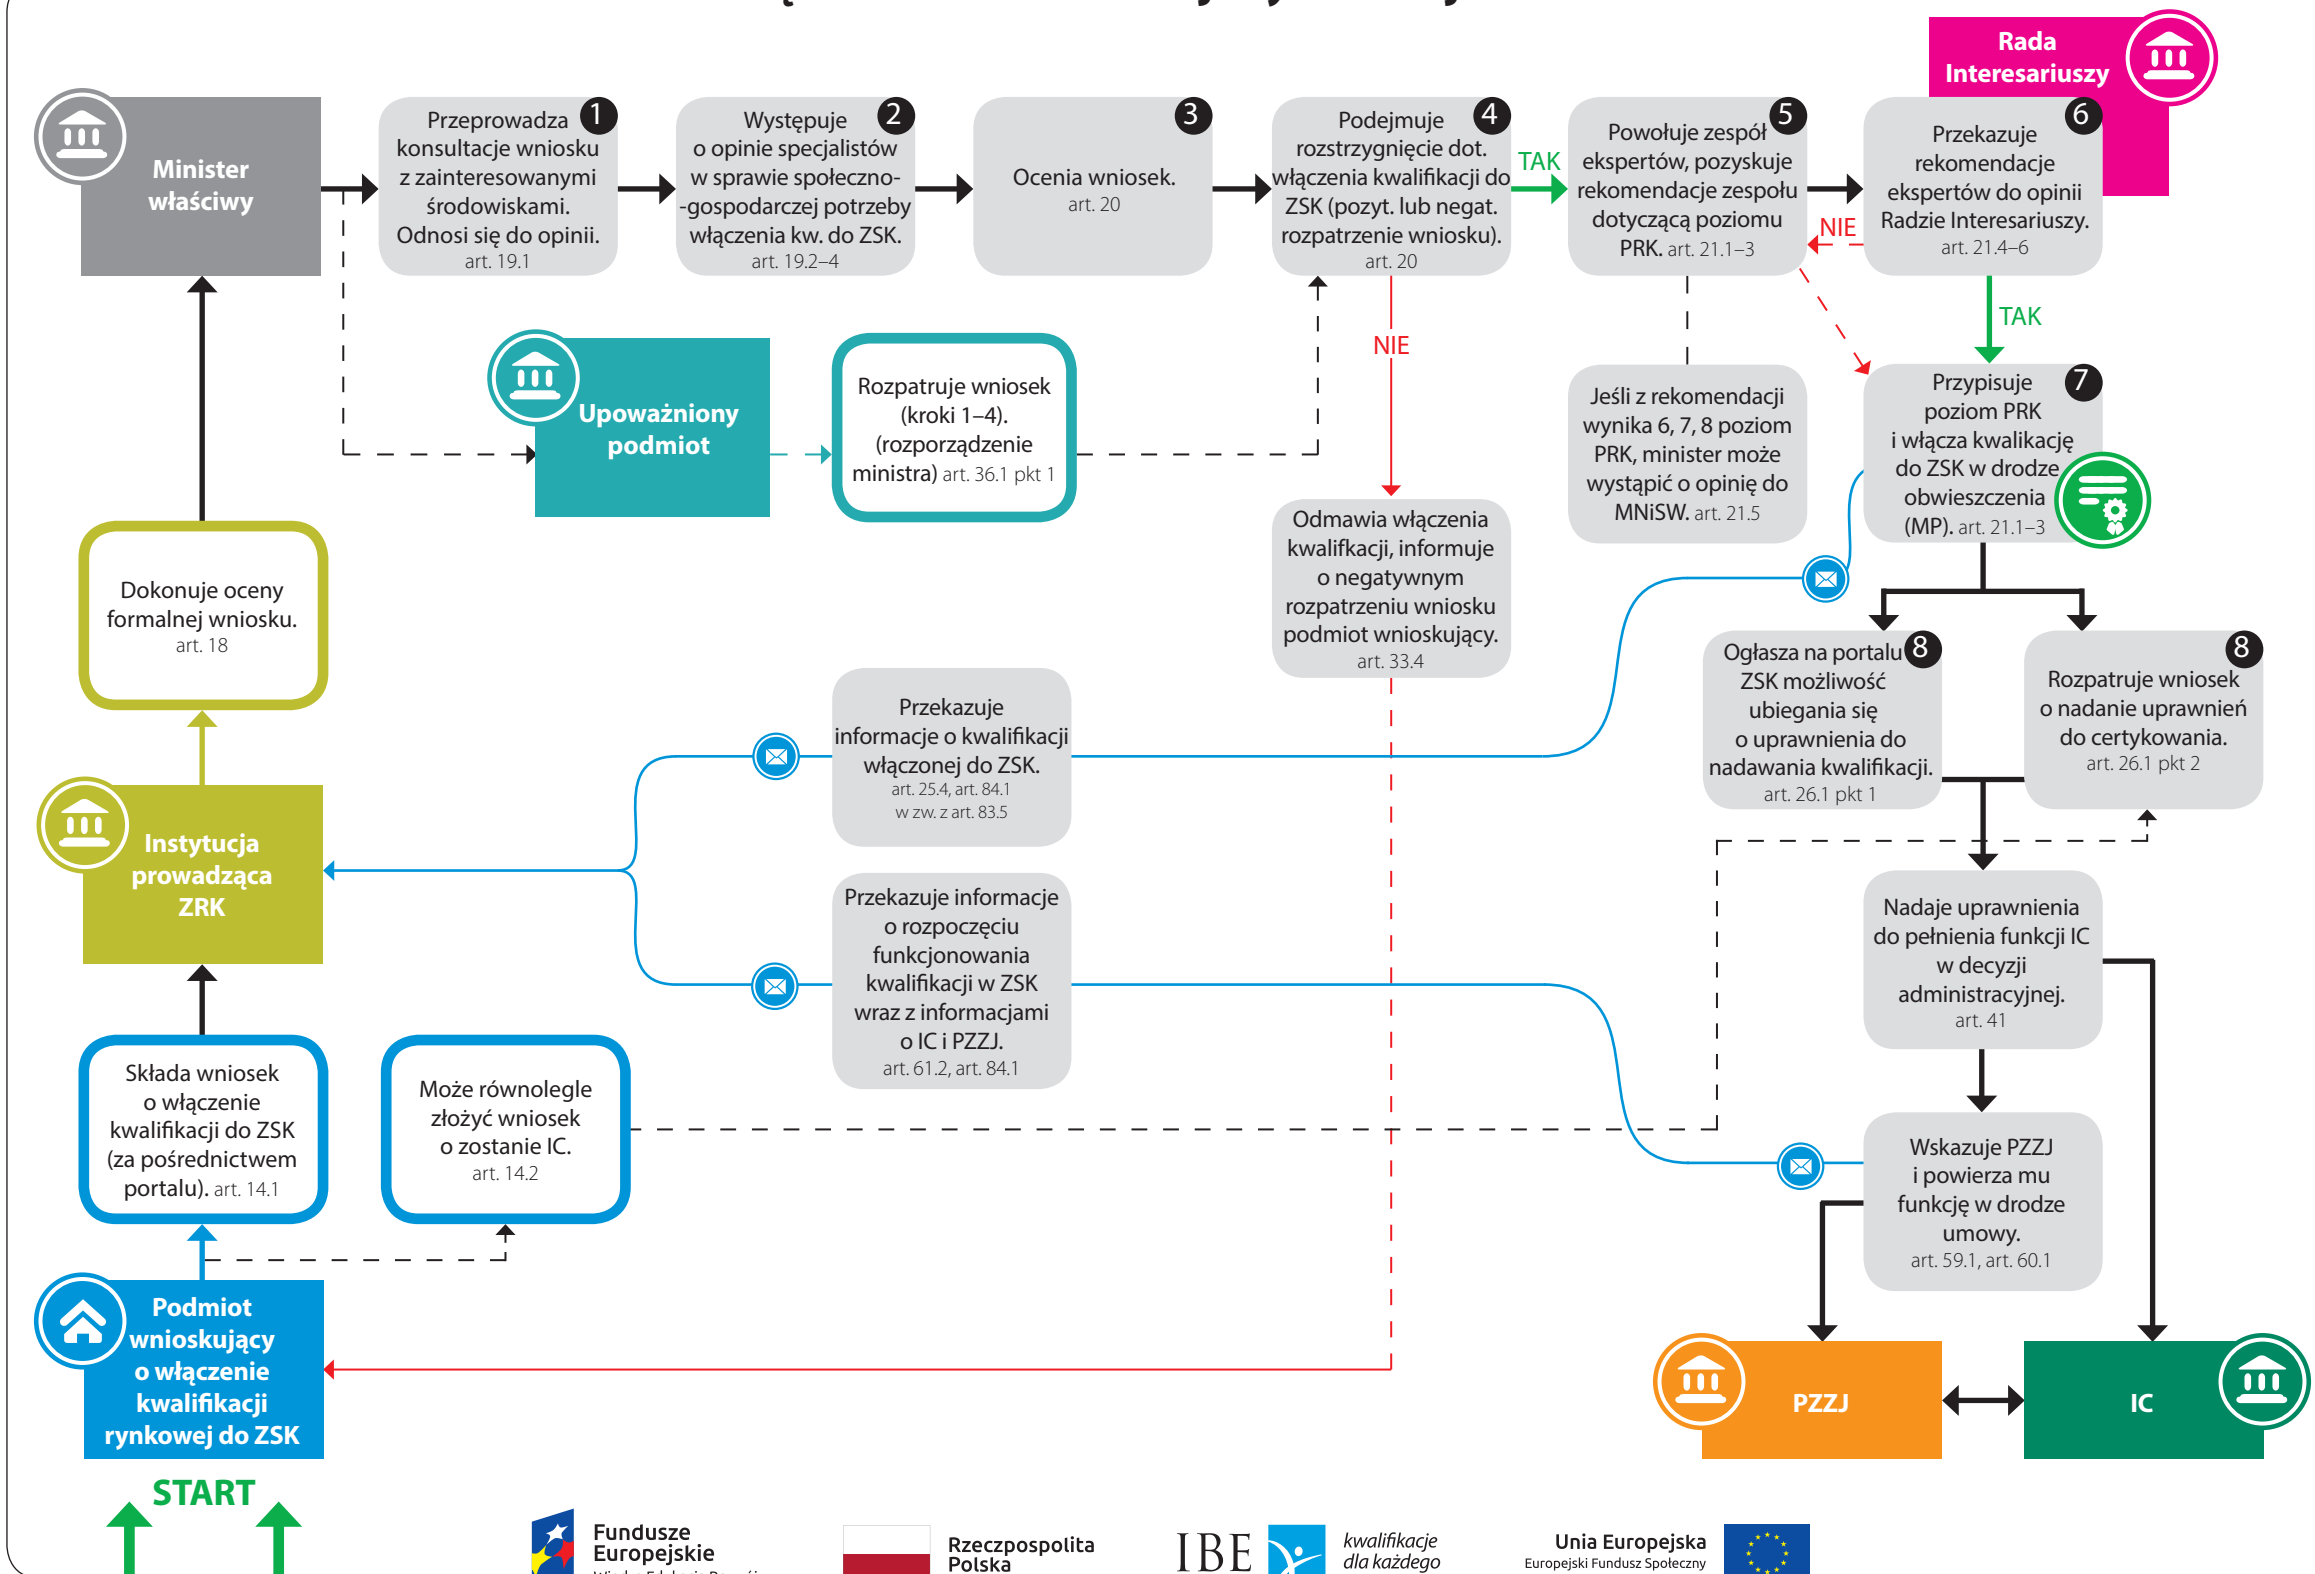 Rada
Interesariuszy
Minister
właściwy
1
Przeprowadza
konsultacje wniosku
z zainteresowanymi
środowiskami.
Odnosi się do opinii.
art. 19.1
2
Występuje
o opinie specjalistów
w sprawie społeczno-
-gospodarczej potrzeby
włączenia kw. do ZSK.
art. 19.2–4
3
Ocenia wniosek.
art. 20
4
Podejmuje
rozstrzygnięcie dot.
włączenia kwalifikacji do
ZSK (pozyt. lub negat.
rozpatrzenie wniosku).
art. 20
TAK
5
Powołuje zespół
ekspertów, pozyskuje
rekomendacje zespołu
dotyczącą poziomu
PRK. art. 21.1–3
NIE
6
Przekazuje
rekomendacje
ekspertów do opinii
Radzie Interesariuszy.
art. 21.4–6
TAK
NIE
Upoważniony
podmiot
Rozpatruje wniosek
(kroki 1–4).
(rozporządzenie
ministra) art. 36.1 pkt 1
Jeśli z rekomendacji
wynika 6, 7, 8 poziom
PRK, minister może
wystąpić o opinię do
MNiSW. art. 21.5
7
Przypisuje
poziom PRK
i włącza kwalikację
do ZSK w drodze
obwieszczenia
(MP). art. 21.1–3
Odmawia włączenia
kwalifkacji, informuje
o negatywnym
rozpatrzeniu wniosku
podmiot wnioskujący.
art. 33.4
Dokonuje oceny
formalnej wniosku.
art. 18
8
Ogłasza na portalu
ZSK możliwość
ubiegania się
o uprawnienia do
nadawania kwalifikacji.
art. 26.1 pkt 1
8
Rozpatruje wniosek
o nadanie uprawnień
do certykowania.
art. 26.1 pkt 2
Przekazuje
informacje o kwalifikacji
włączonej do ZSK.
art. 25.4, art. 84.1
w zw. z art. 83.5
Instytucja
prowadząca
ZRK
Przekazuje informacje
o rozpoczęciu
funkcjonowania
kwalifikacji w ZSK
wraz z informacjami
o IC i PZZJ.
art. 61.2, art. 84.1
Nadaje uprawnienia
do pełnienia funkcji IC
w decyzji
administracyjnej.
art. 41
Składa wniosek
o włączenie
kwalifikacji do ZSK
(za pośrednictwem
portalu). art. 14.1
Może równolegle
złożyć wniosek
o zostanie IC.
art. 14.2
Wskazuje PZZJ
i powierza mu
funkcję w drodze
umowy.
art. 59.1, art. 60.1
Podmiot
wnioskujący
o włączenie
kwalifikacji
rynkowej do ZSK
PZZJ
IC
START
Fundusze
Europejskie
Rzeczpospolita
Polska
IBE
kwalifikacje
dla każdego
Unia Europejska
Europejski Fundusz Społeczny